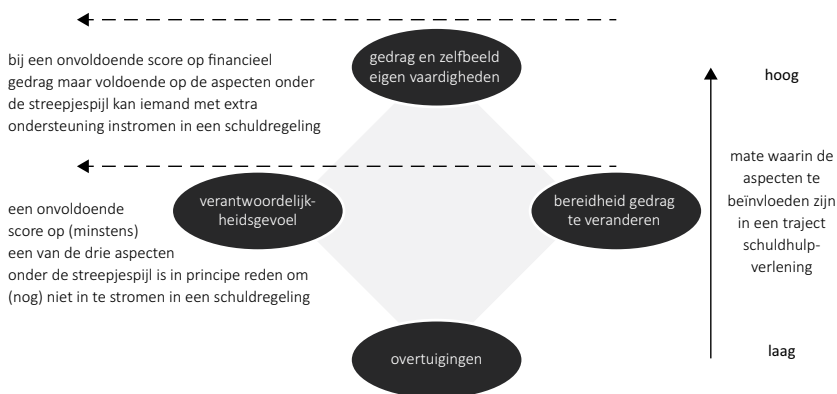 bij een onvoldoende score op financieel
gedrag maar voldoende op de aspecten onder
de streepjespijl kan iemand met extra
ondersteuning instromen in een schuldregeling
gedrag en zelfbeeld
eigen vaardigheden
hoog
verantwoordelijk-
heidsgevoel
bereidheid gedrag
te veranderen
mate waarin de
aspecten te
beïnvloeden zijn
in een traject
schuldhulp-
verlening
een onvoldoende
score op (minstens)
een van de drie aspecten
onder de streepjespijl is in principe reden om
(nog) niet in te stromen in een schuldregeling
overtuigingen
laag